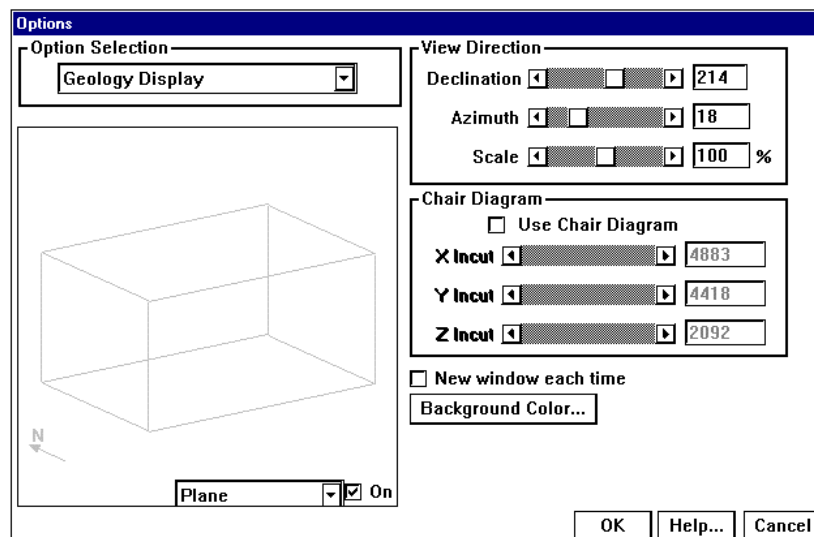 Options
Option Selection
Geology Display
N
Plane
On
View Direction
Declination 214
Azimuth 18
Scale 100 %
Chair Diagram
Use Chair Diagram
X Incut 4883
Y Incut 4418
Z Incut 2092
New window each time
Background Color...
OK Help... Cancel